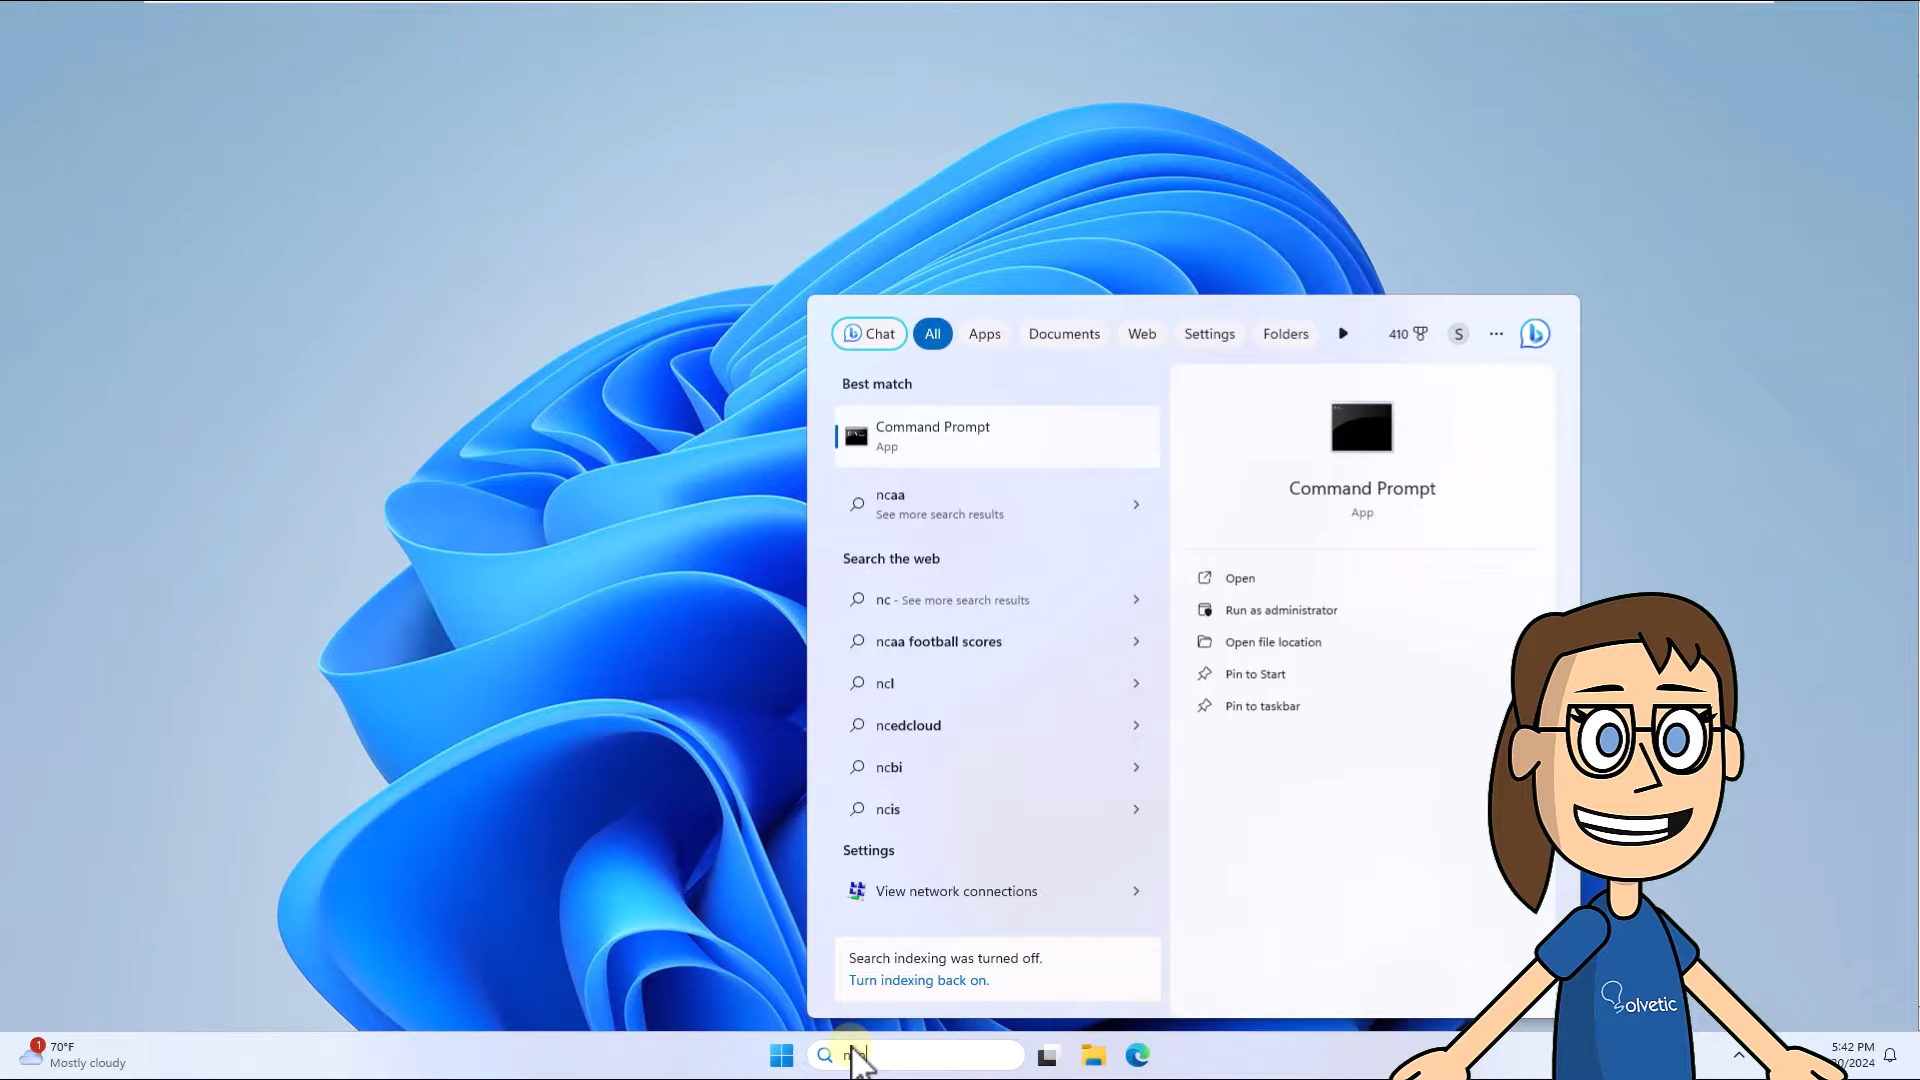 Chat All Apps Documents Web Settings Folders 410 S
Best match
Command Prompt
App
ncaa
See more search results
Search the web
nc - See more search results
ncaa football scores
ncl
ncedcloud
ncbi
ncis
Settings
View network connections
Search indexing was turned off.
Turn indexing back on.
Command Prompt
App
Open
Run as administrator
Open file location
Pin to Start
Pin to taskbar
Solvetic
1
70°F
Mostly cloudy
5:42 PM